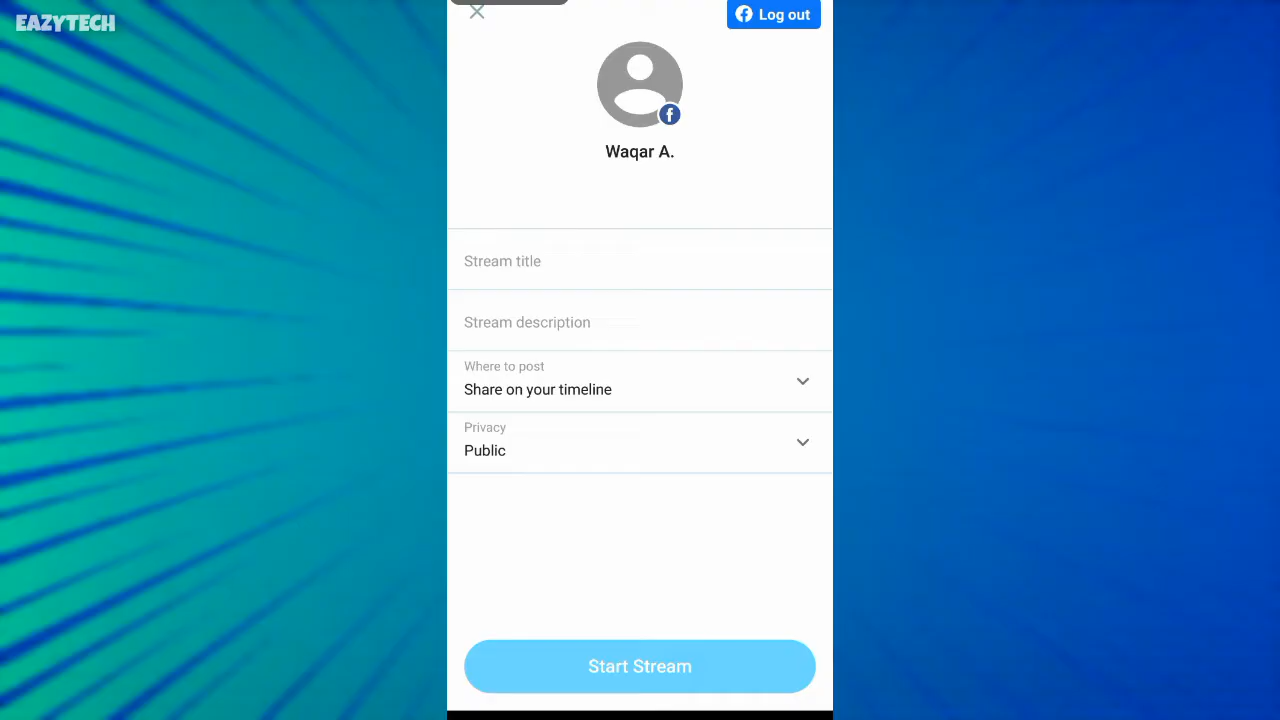 EAZYTECH
Log out
Waqar A.
Stream title
Stream description
Where to post
Share on your timeline
Privacy
Public
Start Stream